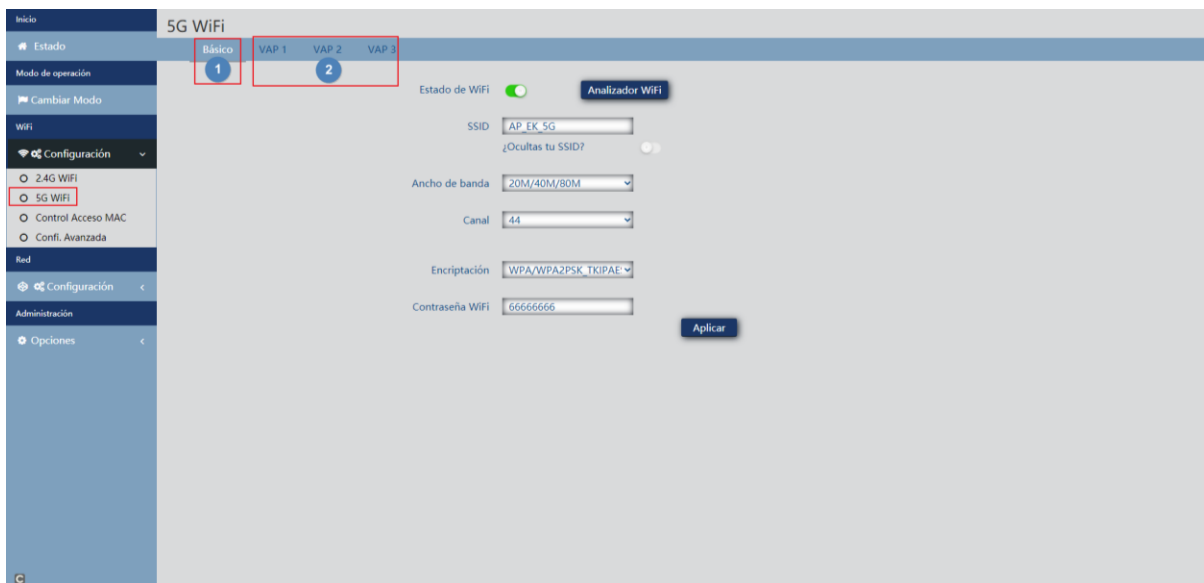 Inicio
Estado
Modo de operación
Cambiar Modo
WiFi
Configuración
2.4G WiFi
5G WiFi
Control Acceso MAC
Confi. Avanzada
Red
Configuración
Administración
Opciones
5G WiFi
Básico VAP 1 VAP 2 VAP 3
1 2
Estado de WiFi Analizador WiFi
SSID AP_EK_5G
¿Ocultas tu SSID?
Ancho de banda 20M/40M/80M
Canal 44
Encriptación WPA/WPA2PSK_TKIPAE
Contraseña WiFi 66666666
Aplicar
C